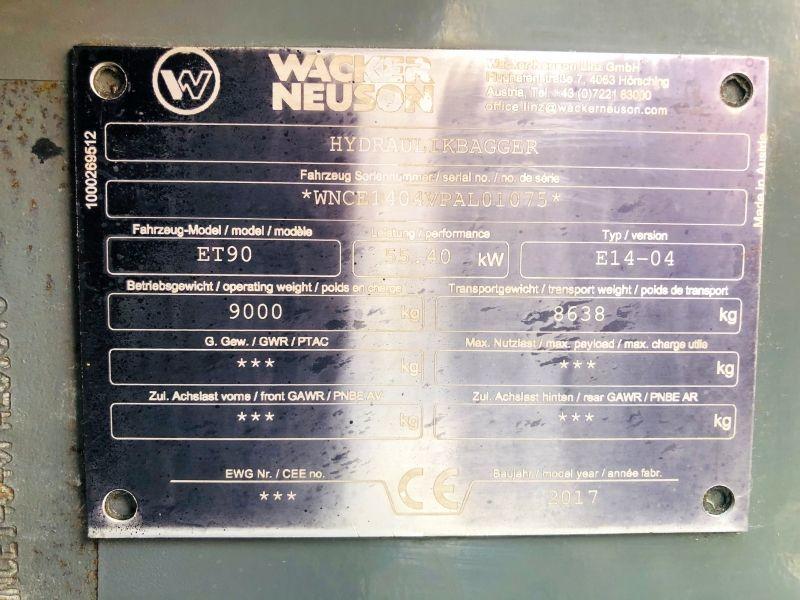 W
WACKER
NEUSON
Wacker Neuson Linz GmbH
Flughafenstraße 7, 4063 Hörsching
Austria, Tel. +43 (0)7221 63000
office.linz@wackerneuson.com
1000269512
HYDRAULIKBAGGER
Fahrzeug Seriennummer / serial no. / no. de série
*WNCE1404VPAL01075*
Fahrzeug-Model / model / modèle Leistung / performance Typ / version
ET90 55.40 kW E14-04
Betriebsgewicht / operating weight / poids en charge Transportgewicht / transport weight / poids de transport
9000 kg 8638 kg
G. Gew. / GWR / PTAC Max. Nutzlast / max. payload / max. charge utile
*** kg *** kg
Zul. Achslast vorne / front GAWR / PNBE AV Zul. Achslast hinten / rear GAWR / PNBE AR
*** kg *** kg
EWG Nr. / CEE no. CE Baujahr / model year / année fabr.
*** 2017
Made in Austria